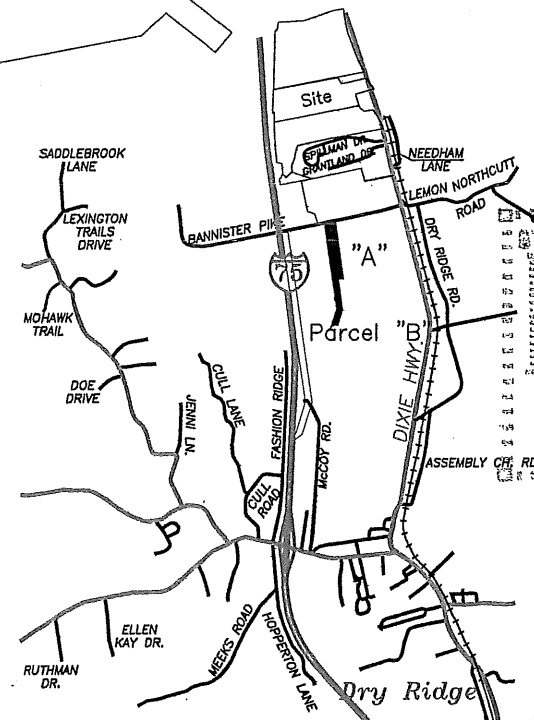 Site
SPILLMAN DR.
GRANTLAND DR.
NEEDHAM
LANE
SADDLEBROOK
LANE
LEMON NORTHCUTT
ROAD
LEXINGTON
TRAILS
DRIVE
BANNISTER PIKE
DRY RIDGE RD.
"A"
75
MOHAWK
TRAIL
Parcel "B"
DIXIE HWY.
CULL LANE
FASHION RIDGE
DOE
DRIVE
JENNI LN.
McCOY RD.
ASSEMBLY CH. RD
CULL
ROAD
ELLEN
KAY DR.
MEEKS ROAD
HOPPERTON LANE
RUTHMAN
DR.
Dry Ridge